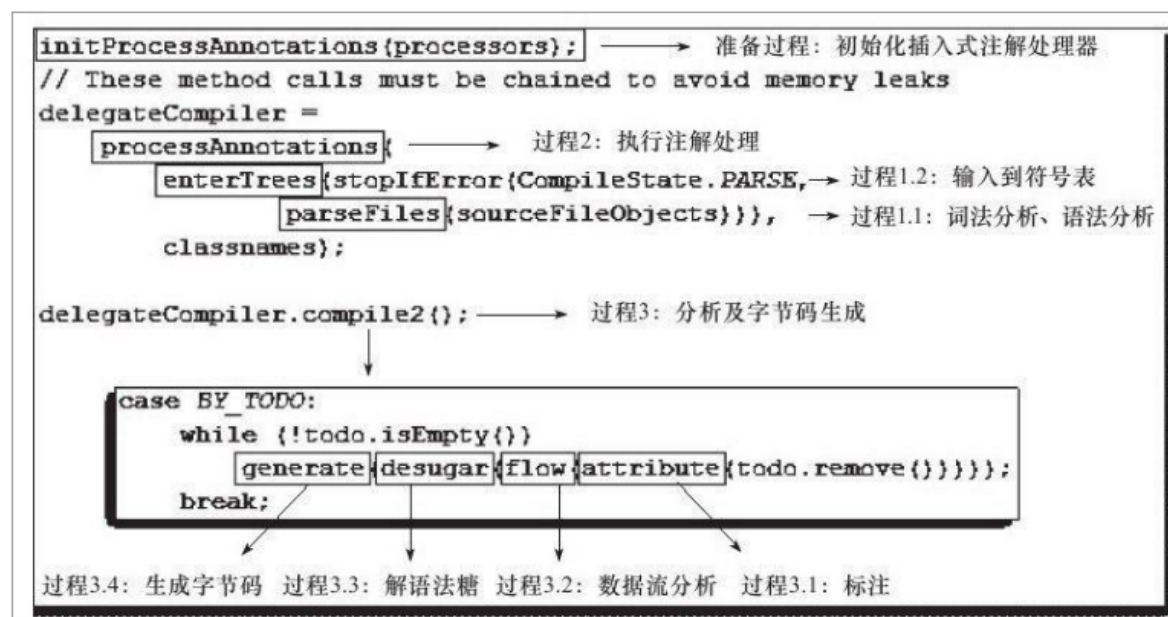 initProcessAnnotations(processors); 准备过程：初始化插入式注解处理器
// These method calls must be chained to avoid memory leaks
delegateCompiler =
processAnnotations( 过程2：执行注解处理
enterTrees(stopIfError(CompileState.PARSE, 过程1.2：输入到符号表
parseFiles(sourceFileObjects))), 过程1.1：词法分析、语法分析
classnames);
delegateCompiler.compile2(); 过程3：分析及字节码生成
case BY_TODO:
while (!todo.isEmpty())
generate(desugar(flow(attribute(todo.remove()))));
break;
过程3.4：生成字节码 过程3.3：解语法糖 过程3.2：数据流分析 过程3.1：标注